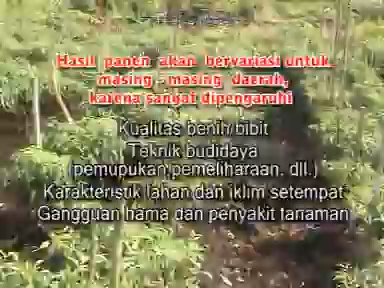 Hasil panen akan bervariasi untuk
masing - masing daerah,
karena sangat dipengaruhi
Kualitas benih/bibit
Teknik budidaya
(pemupukan,pemeliharaan, dll.)
Karakteristik lahan dan iklim setempat
Gangguan hama dan penyakit tanaman